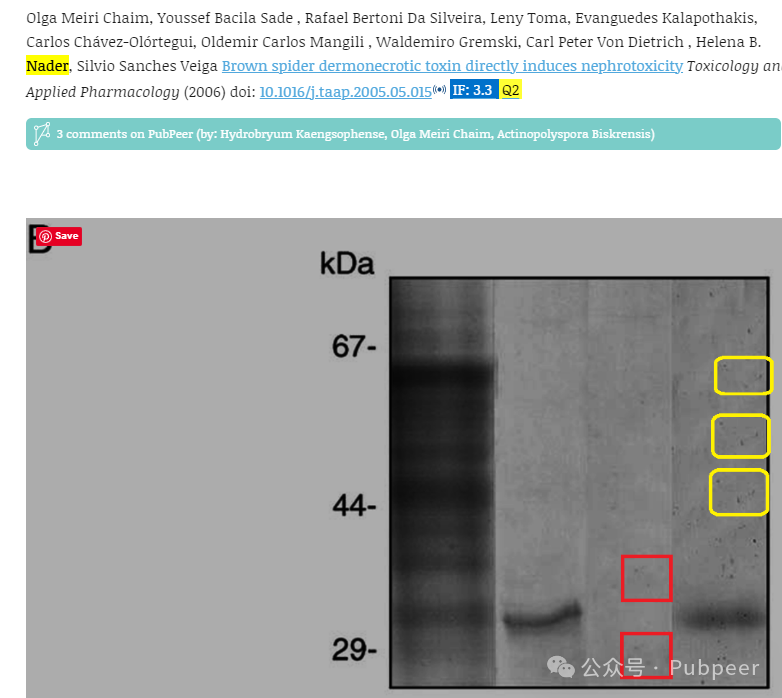 Olga Meiri Chaim, Youssef Bacila Sade , Rafael Bertoni Da Silveira, Leny Toma, Evanguedes Kalapothakis,
Carlos Chávez-Olórtegui, Oldemir Carlos Mangili , Waldemiro Gremski, Carl Peter Von Dietrich , Helena B.
Nader, Silvio Sanches Veiga Brown spider dermonecrotic toxin directly induces nephrotoxicity Toxicology an
Applied Pharmacology (2006) doi: 10.1016/j.taap.2005.05.015 IF: 3.3 Q2
3 comments on PubPeer (by: Hydrobryum Kaengsophense, Olga Meiri Chaim, Actinopolyspora Biskrensis)
Save
kDa
67-
44-
29-
公众号 · Pubpeer